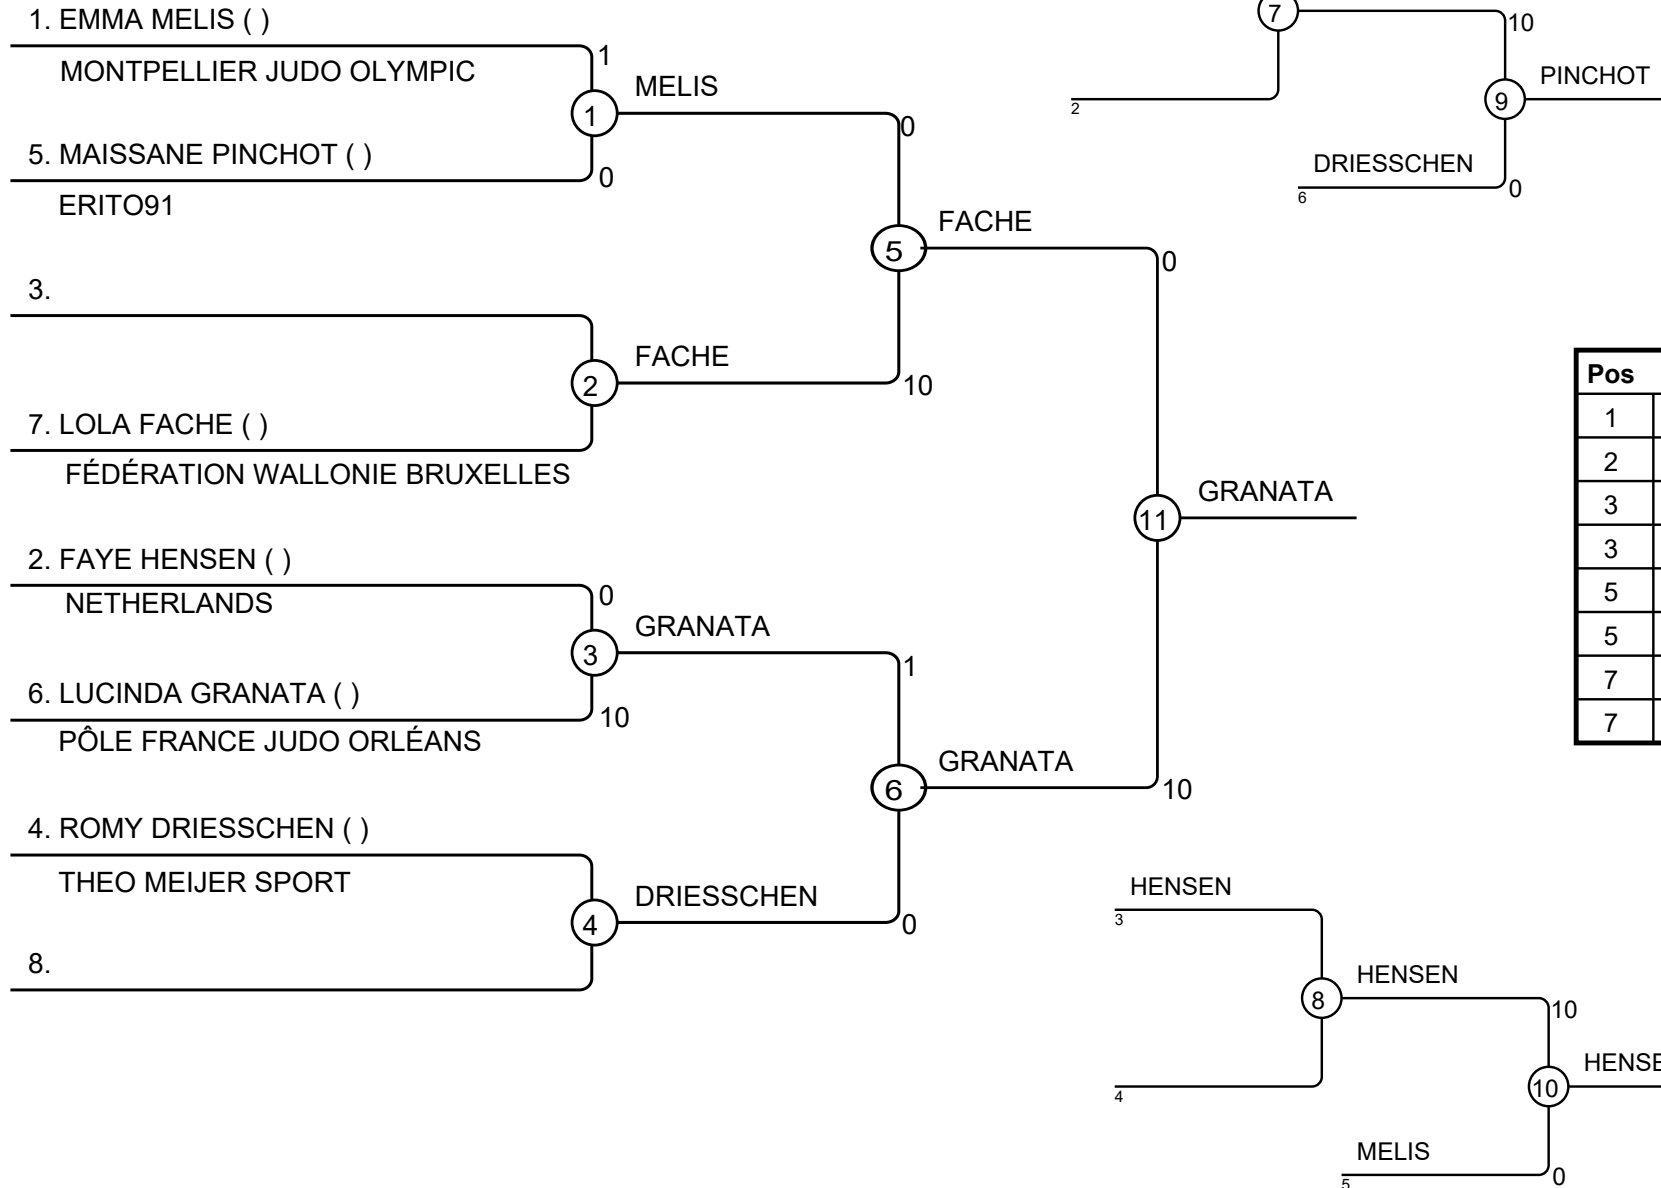 1. EMMA MELIS ( )
1
MONTPELLIER JUDO OLYMPIC
MELIS
1
0
5. MAISSANE PINCHOT ( )
0
ERITO91
FACHE
5
0
3.
FACHE
2
10
7. LOLA FACHE ( )
FÉDÉRATION WALLONIE BRUXELLES
GRANATA
11
2. FAYE HENSEN ( )
0
NETHERLANDS
GRANATA
3
1
6. LUCINDA GRANATA ( )
10
PÔLE FRANCE JUDO ORLÉANS
GRANATA
6
10
4. ROMY DRIESSCHEN ( )
THEO MEIJER SPORT
DRIESSCHEN
4
0
8.
7
10
2
PINCHOT
9
DRIESSCHEN
6
0
Pos
1
2
3
3
5
5
7
7
HENSEN
3
HENSEN
8
10
4
10
MELIS
5
0